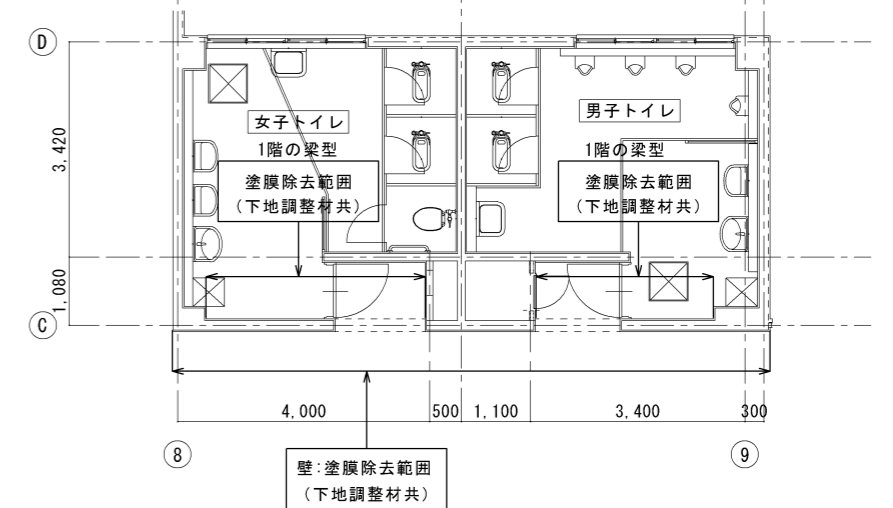 D
女子トイレ
男子トイレ
1階の梁型
1階の梁型
塗膜除去範囲
(下地調整材共)
塗膜除去範囲
(下地調整材共)
3,420
1,080
C
4,000
500
1,100
3,400
300
8
9
壁:塗膜除去範囲
(下地調整材共)